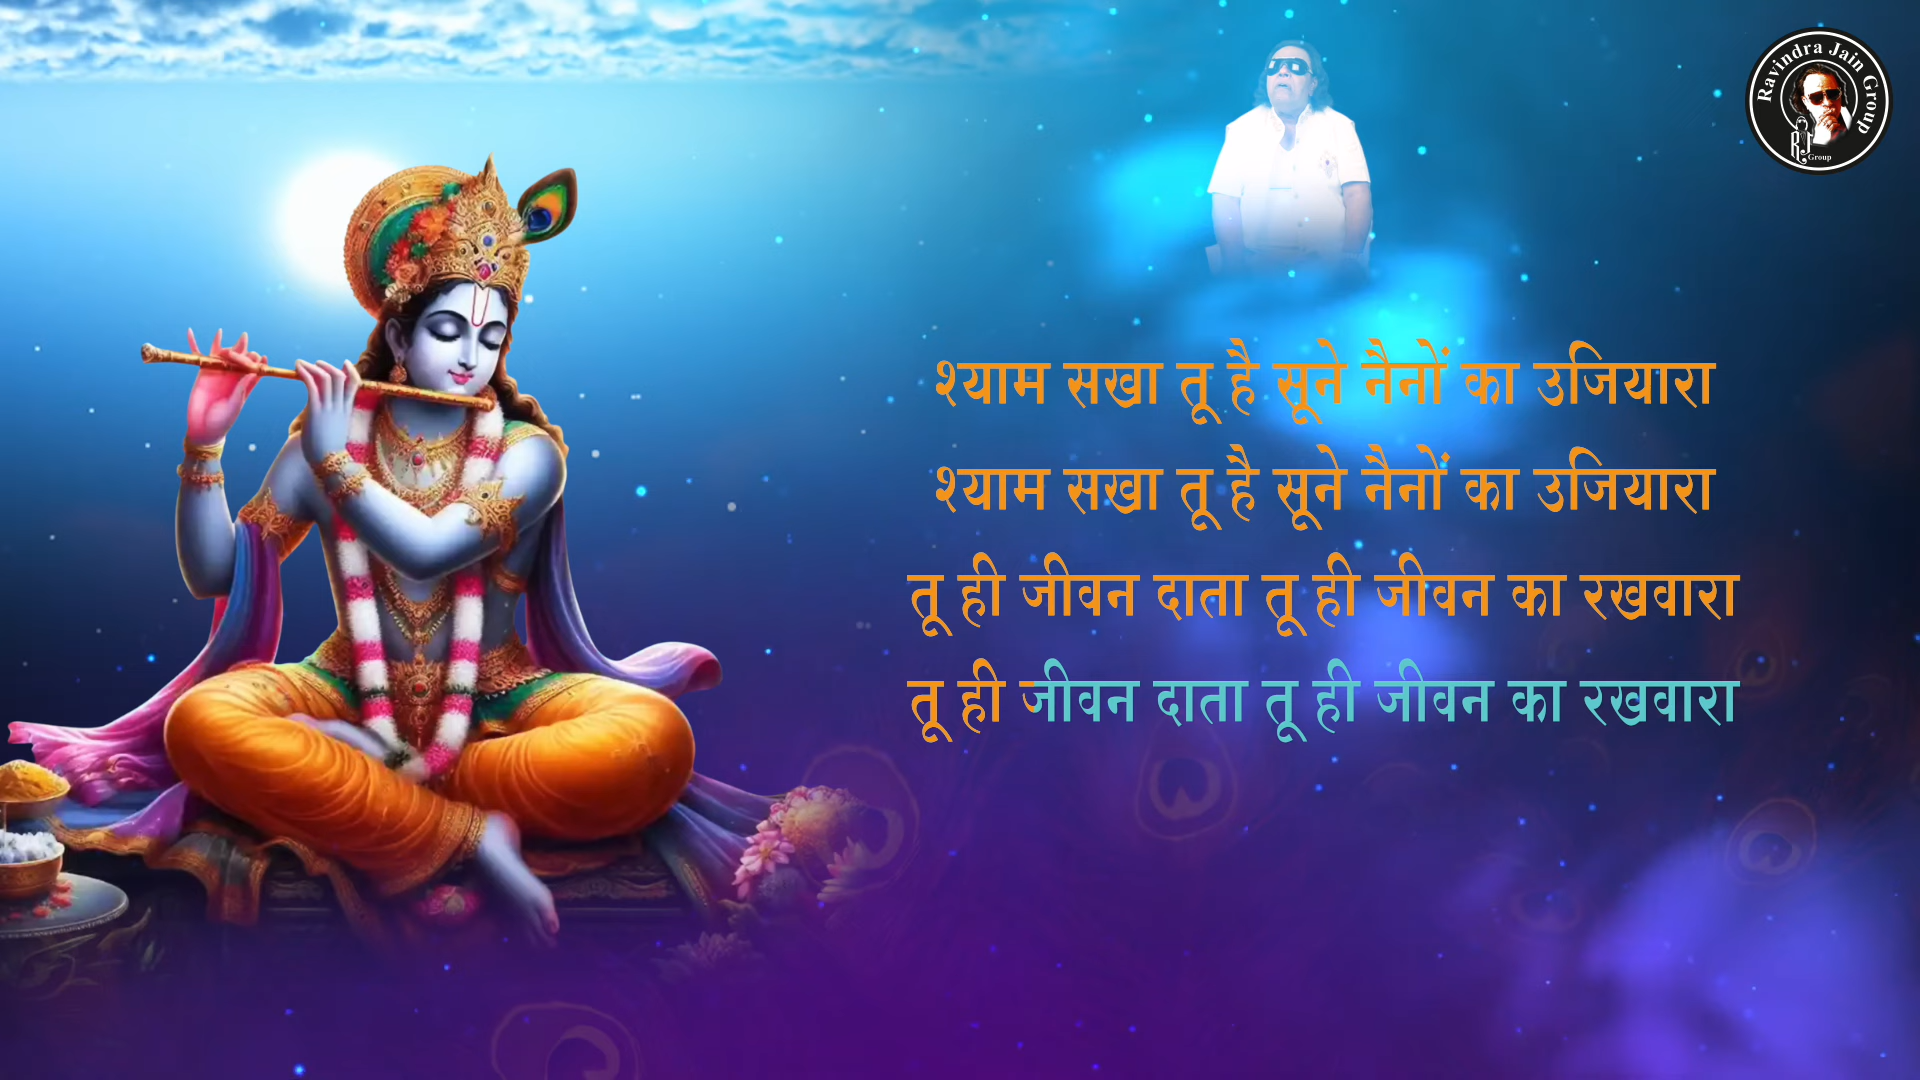 Ravindra Jain Group
RJ Group
श्याम सखा तू है सूने नैनों का उजियारा
श्याम सखा तू है सूने नैनों का उजियारा
तू ही जीवन दाता तू ही जीवन का रखवारा
तू ही जीवन दाता तू ही जीवन का रखवारा